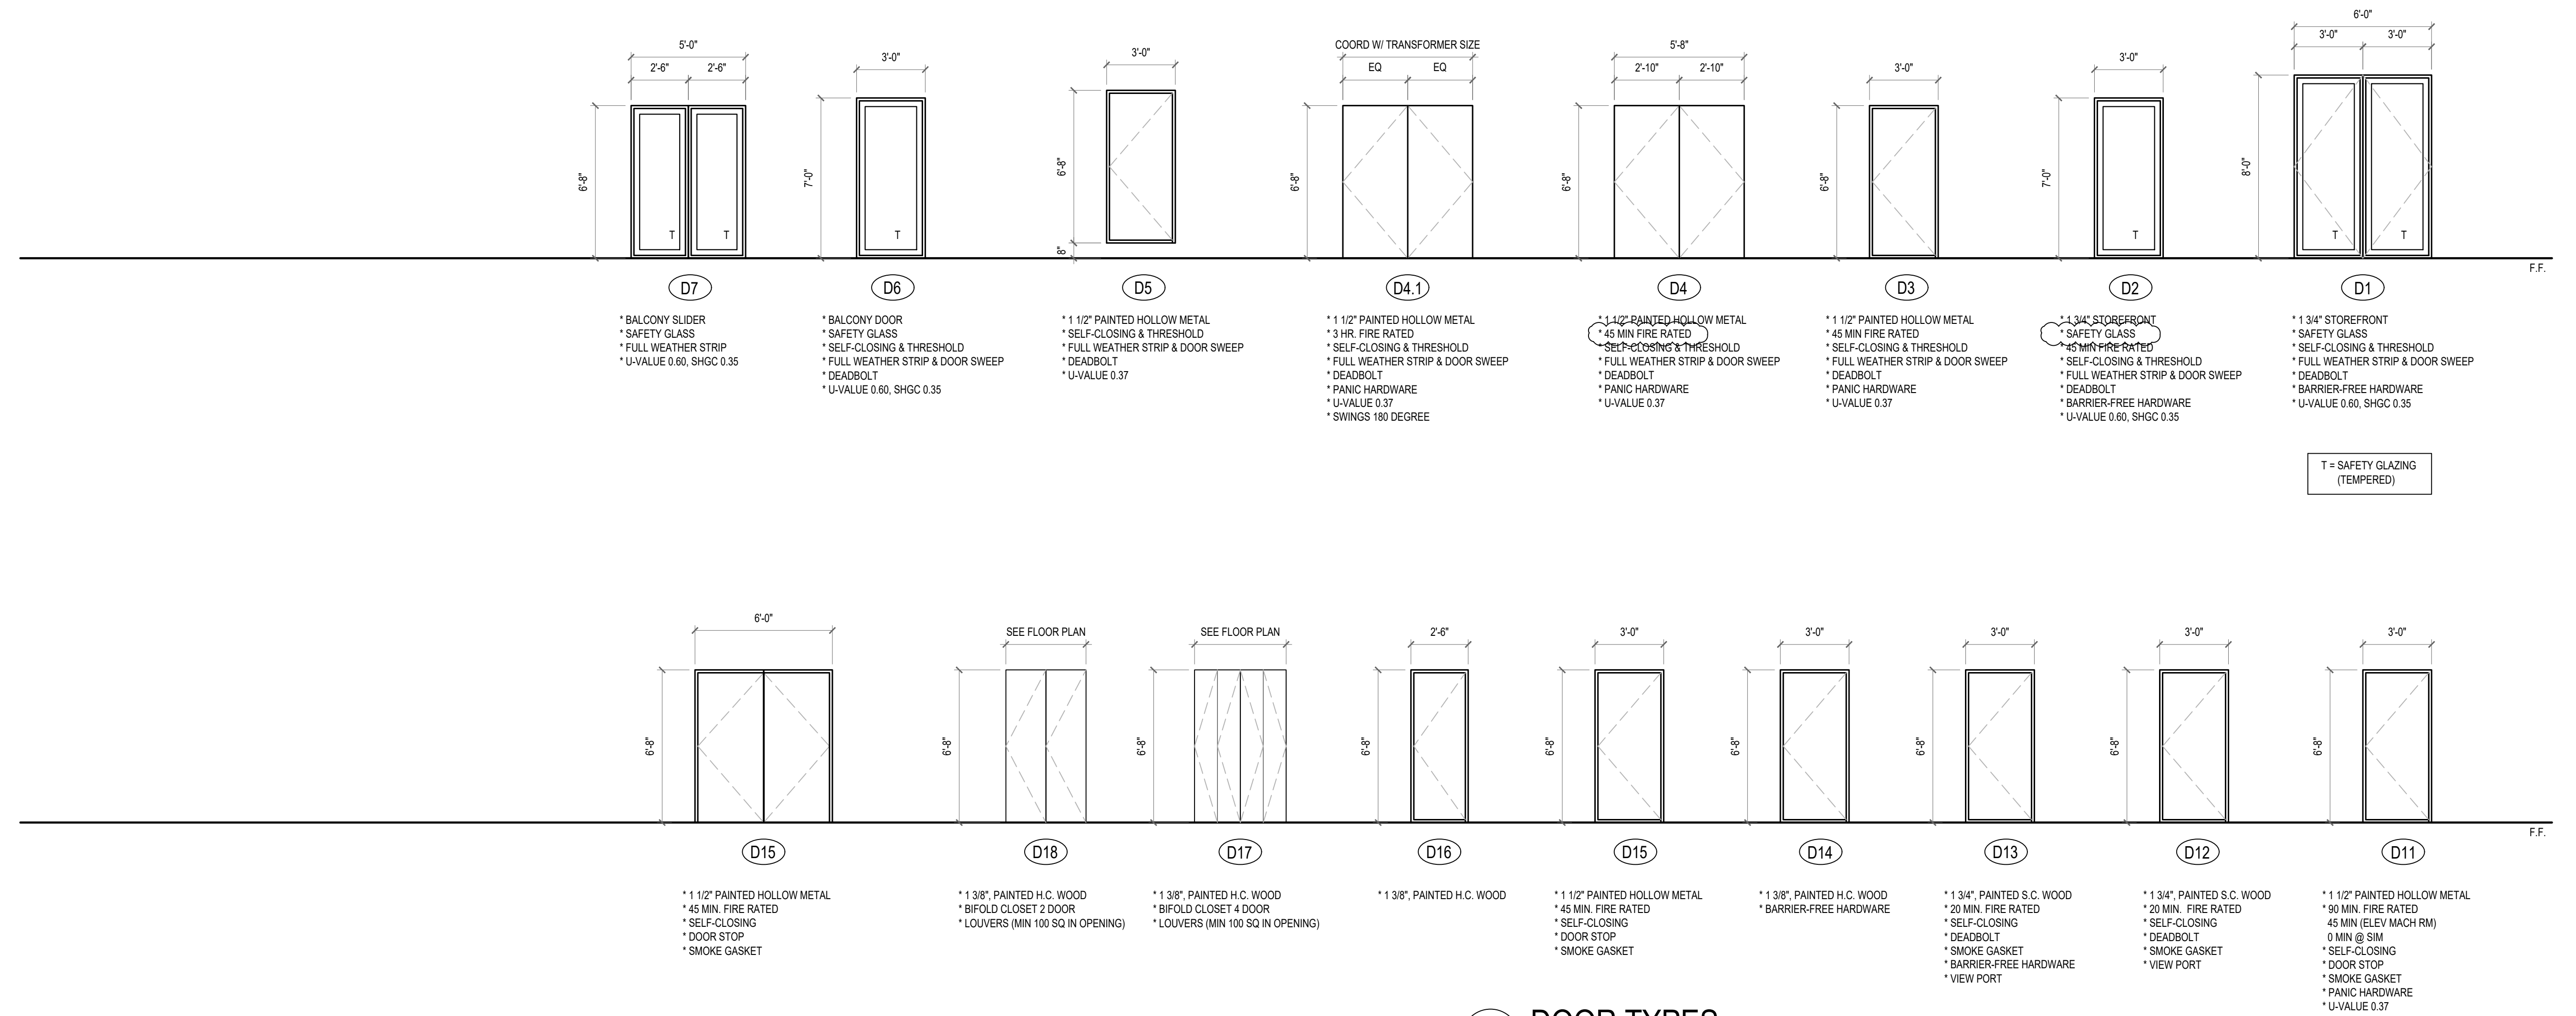 5'-0"
2'-6" 2'-6"
6'-8"
T T
D7
* BALCONY SLIDER
* SAFETY GLASS
* FULL WEATHER STRIP
* U-VALUE 0.60, SHGC 0.35
3'-0"
7'-0"
T
D6
* BALCONY DOOR
* SAFETY GLASS
* SELF-CLOSING & THRESHOLD
* FULL WEATHER STRIP & DOOR SWEEP
* DEADBOLT
* U-VALUE 0.60, SHGC 0.35
3'-0"
6'-8"
8"
D5
* 1 1/2" PAINTED HOLLOW METAL
* SELF-CLOSING & THRESHOLD
* FULL WEATHER STRIP & DOOR SWEEP
* DEADBOLT
* U-VALUE 0.37
COORD W/ TRANSFORMER SIZE
EQ EQ
6'-8"
D4.1
* 1 1/2" PAINTED HOLLOW METAL
* 3 HR. FIRE RATED
* SELF-CLOSING & THRESHOLD
* FULL WEATHER STRIP & DOOR SWEEP
* DEADBOLT
* PANIC HARDWARE
* U-VALUE 0.37
* SWINGS 180 DEGREE
5'-8"
2'-10" 2'-10"
6'-8"
D4
* 1 1/2" PAINTED HOLLOW METAL
* 45 MIN FIRE RATED
* SELF-CLOSING & THRESHOLD
* FULL WEATHER STRIP & DOOR SWEEP
* DEADBOLT
* PANIC HARDWARE
* U-VALUE 0.37
3'-0"
6'-8"
D3
* 1 1/2" PAINTED HOLLOW METAL
* 45 MIN FIRE RATED
* SELF-CLOSING & THRESHOLD
* FULL WEATHER STRIP & DOOR SWEEP
* DEADBOLT
* PANIC HARDWARE
* U-VALUE 0.37
3'-0"
7'-0"
T
D2
* 1 3/4" STOREFRONT
* SAFETY GLASS
* 45 MIN FIRE RATED
* SELF-CLOSING & THRESHOLD
* FULL WEATHER STRIP & DOOR SWEEP
* DEADBOLT
* BARRIER-FREE HARDWARE
* U-VALUE 0.60, SHGC 0.35
6'-0"
3'-0" 3'-0"
8'-0"
T T
F.F.
D1
* 1 3/4" STOREFRONT
* SAFETY GLASS
* SELF-CLOSING & THRESHOLD
* FULL WEATHER STRIP & DOOR SWEEP
* DEADBOLT
* BARRIER-FREE HARDWARE
* U-VALUE 0.60, SHGC 0.35
T = SAFETY GLAZING
(TEMPERED)
6'-0"
6'-8"
D15
* 1 1/2" PAINTED HOLLOW METAL
* 45 MIN. FIRE RATED
* SELF-CLOSING
* DOOR STOP
* SMOKE GASKET
SEE FLOOR PLAN
6'-8"
D18
* 1 3/8", PAINTED H.C. WOOD
* BIFOLD CLOSET 2 DOOR
* LOUVERS (MIN 100 SQ IN OPENING)
SEE FLOOR PLAN
6'-8"
D17
* 1 3/8", PAINTED H.C. WOOD
* BIFOLD CLOSET 4 DOOR
* LOUVERS (MIN 100 SQ IN OPENING)
2'-6"
6'-8"
D16
* 1 3/8", PAINTED H.C. WOOD
3'-0"
6'-8"
D15
* 1 1/2" PAINTED HOLLOW METAL
* 45 MIN. FIRE RATED
* SELF-CLOSING
* DOOR STOP
* SMOKE GASKET
3'-0"
6'-8"
D14
* 1 3/8", PAINTED H.C. WOOD
* BARRIER-FREE HARDWARE
3'-0"
6'-8"
D13
* 1 3/4", PAINTED S.C. WOOD
* 20 MIN. FIRE RATED
* SELF-CLOSING
* DEADBOLT
* SMOKE GASKET
* BARRIER-FREE HARDWARE
* VIEW PORT
3'-0"
6'-8"
D12
* 1 3/4", PAINTED S.C. WOOD
* 20 MIN. FIRE RATED
* SELF-CLOSING
* DEADBOLT
* SMOKE GASKET
* VIEW PORT
3'-0"
6'-8"
F.F.
D11
* 1 1/2" PAINTED HOLLOW METAL
* 90 MIN. FIRE RATED
45 MIN (ELEV MACH RM)
0 MIN @ SIM
* SELF-CLOSING
* DOOR STOP
* SMOKE GASKET
* PANIC HARDWARE
* U-VALUE 0.37
DOOR TYPES